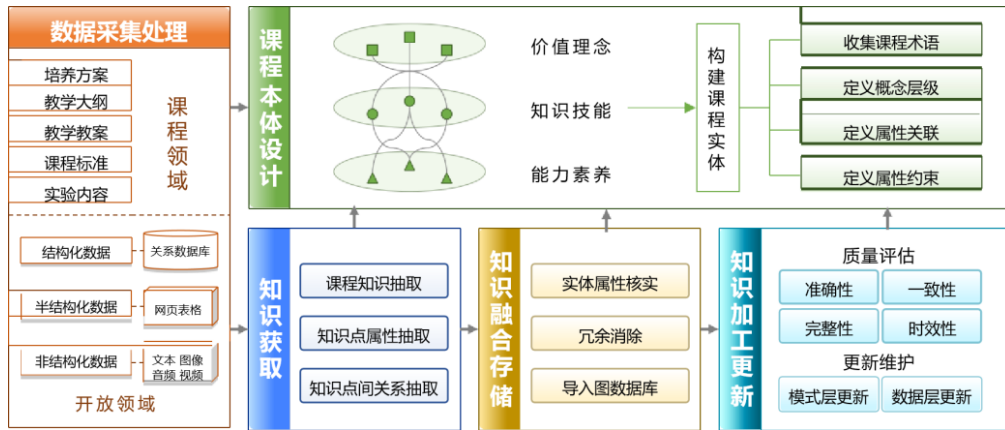 数据采集处理
培养方案
教学大纲
教学教案
课程标准
实验内容
课程领域
结构化数据
关系数据库
半结构化数据
网页表格
非结构化数据
文本 图像
音频 视频
开放领域
课程本体设计
价值理念
知识技能
能力素养
构建课程实体
收集课程术语
定义概念层级
定义属性关联
定义属性约束
知识获取
课程知识抽取
知识点属性抽取
知识点间关系抽取
知识融合存储
实体属性核实
冗余消除
导入图数据库
知识加工更新
质量评估
准确性
一致性
完整性
时效性
更新维护
模式层更新
数据层更新